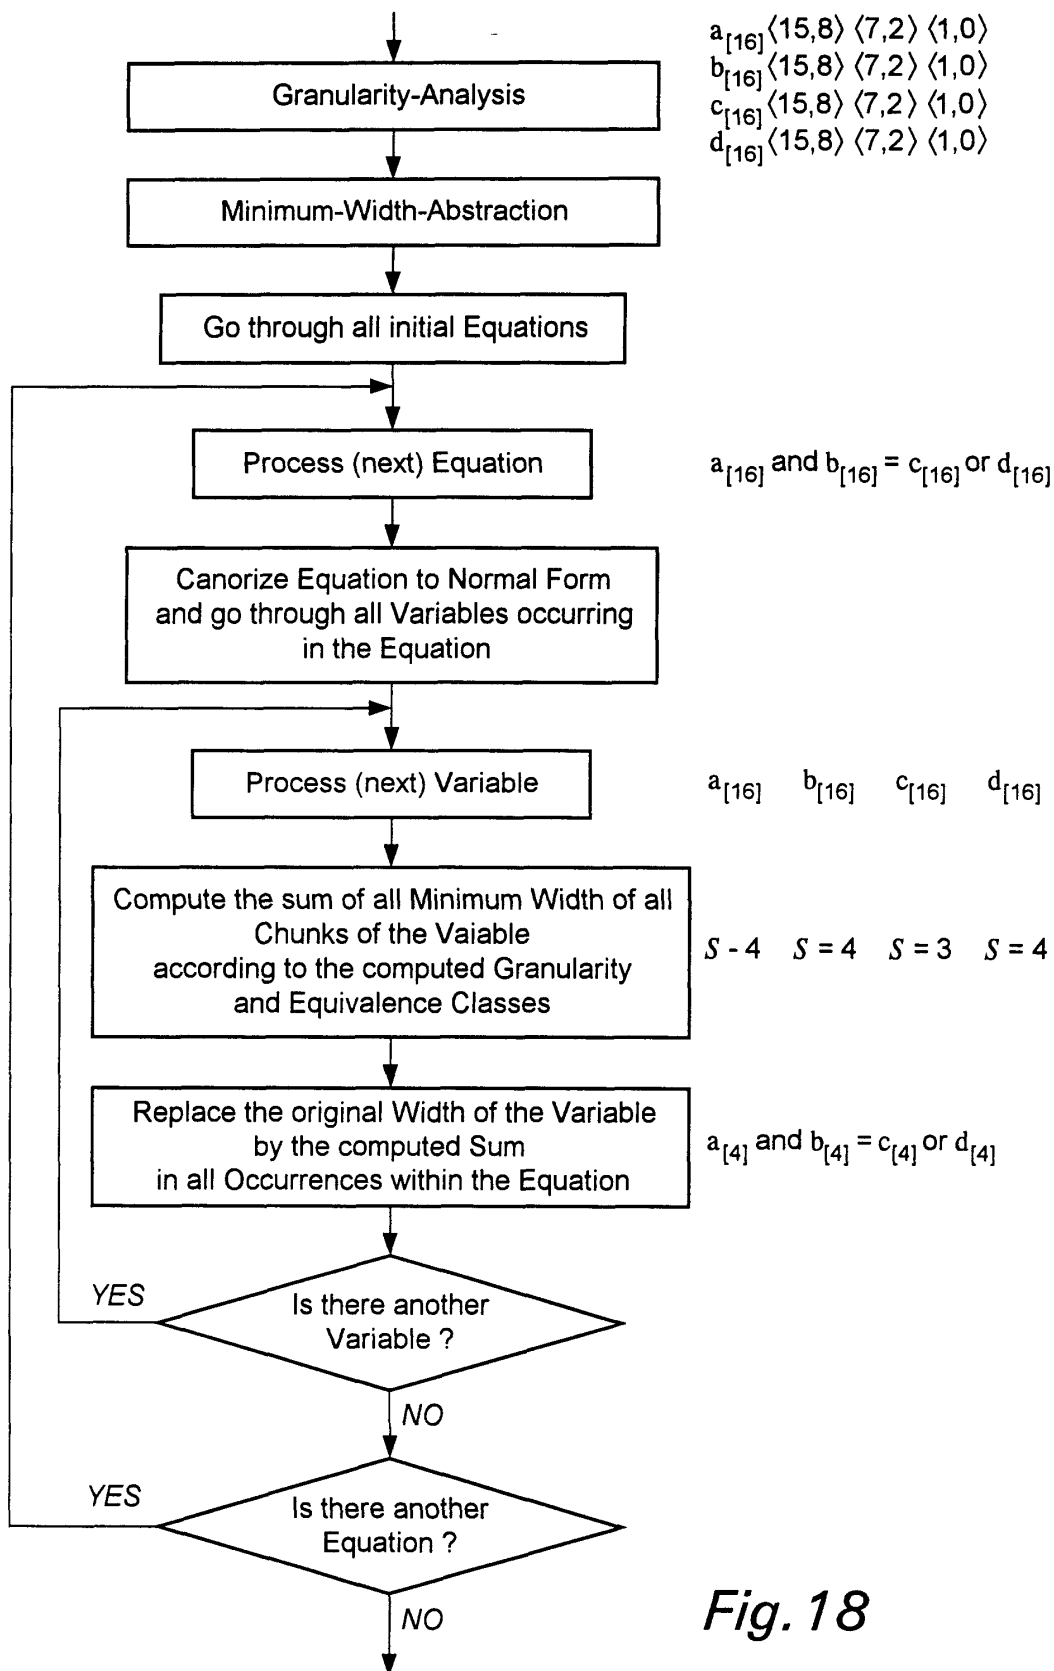 a[16]⟨15,8⟩ ⟨7,2⟩ ⟨1,0⟩
b[16]⟨15,8⟩ ⟨7,2⟩ ⟨1,0⟩
c[16]⟨15,8⟩ ⟨7,2⟩ ⟨1,0⟩
d[16]⟨15,8⟩ ⟨7,2⟩ ⟨1,0⟩
Granularity-Analysis
Minimum-Width-Abstraction
Go through all initial Equations
Process (next) Equation
a[16] and b[16] = c[16] or d[16]
Canorize Equation to Normal Form
and go through all Variables occurring
in the Equation
Process (next) Variable
a[16] b[16] c[16] d[16]
Compute the sum of all Minimum Width of all
Chunks of the Vaiable
according to the computed Granularity
and Equivalence Classes
S - 4 S = 4 S = 3 S = 4
Replace the original Width of the Variable
by the computed Sum
in all Occurrences within the Equation
a[4] and b[4] = c[4] or d[4]
YES
Is there another
Variable ?
NO
YES
Is there another
Equation ?
NO
Fig. 18